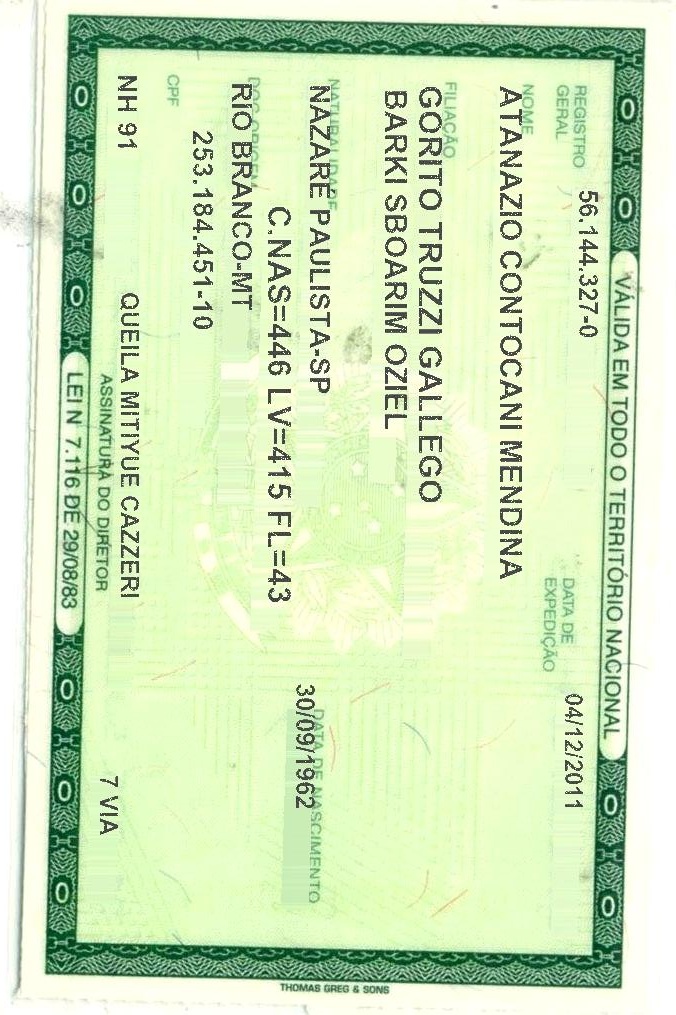 VÁLIDA EM TODO O TERRITÓRIO NACIONAL
REGISTRO GERAL 56.144.327-0 DATA DE EXPEDIÇÃO 04/12/2011
NOME
ATANAZIO CONTOCANI MENDINA
FILIAÇÃO
GORITO TRUZZI GALLEGO
BARKI SBOARIM OZIEL
NATURALIDADE DATA DE NASCIMENTO
NAZARE PAULISTA-SP 30/09/1962
C.NAS=446 LV=415 FL=43
DOC ORIGEM
RIO BRANCO-MT
253.184.451-10
CPF
NH 91 QUEILA MITIYUE CAZZERI 7 VIA
ASSINATURA DO DIRETOR
LEI N 7.116 DE 29/08/83
THOMAS GREG & SONS